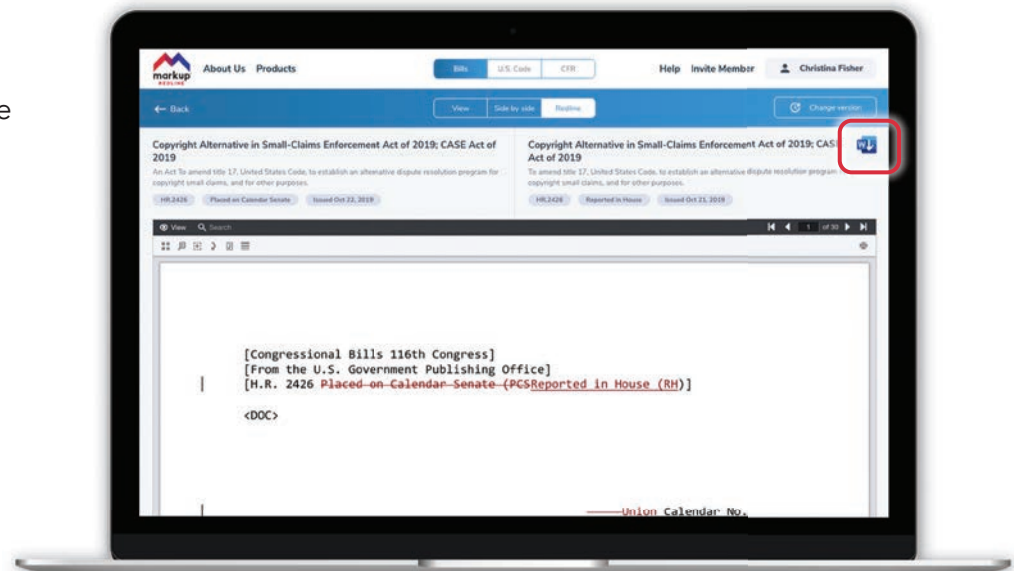 e
markup
REDLINE
About Us Products
Bills U.S. Code CFR
Help Invite Member
Christina Fisher
← Back
View Side by side Redline
Change version
Copyright Alternative in Small-Claims Enforcement Act of 2019; CASE Act of
2019
An Act To amend title 17, United States Code, to establish an alternative dispute resolution program for
copyright small claims, and for other purposes.
HR.2426 Placed on Calendar Senate Issued Oct 22, 2019
Copyright Alternative in Small-Claims Enforcement Act of 2019; CAS
Act of 2019
To amend title 17, United States Code, to establish an alternative dispute resolution program
copyright small claims, and for other purposes.
HR.2426 Reported in House Issued Oct 21, 2019
W
View Search
1 of 30
[Congressional Bills 116th Congress]
[From the U.S. Government Publishing Office]
[H.R. 2426 Placed on Calendar Senate (PCSReported in House (RH)]
<DOC>
Union Calendar No.